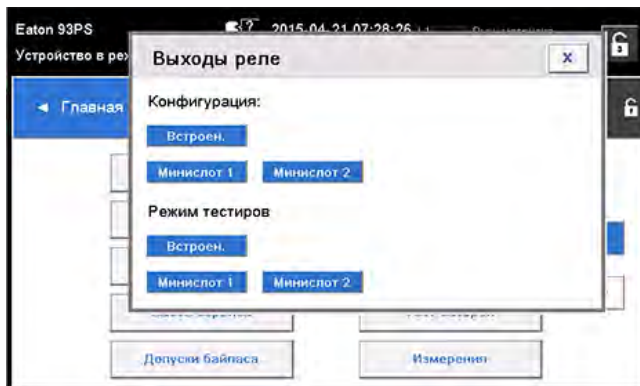 Eaton 93PS 2015-04-21 07:28:26
Устройство в ре
Выходы реле x
◄ Главная
Конфигурация:
Встроен.
Минислот 1 Минислот 2
Режим тестиров
Встроен.
Минислот 1 Минислот 2
Допуски байпаса Измерения